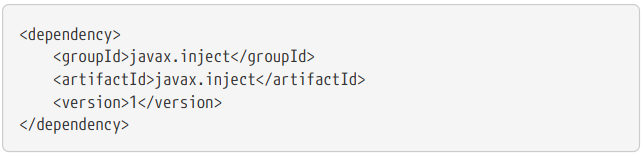 <dependency>
    <groupId>javax.inject</groupId>
    <artifactId>javax.inject</artifactId>
    <version>1</version>
</dependency>